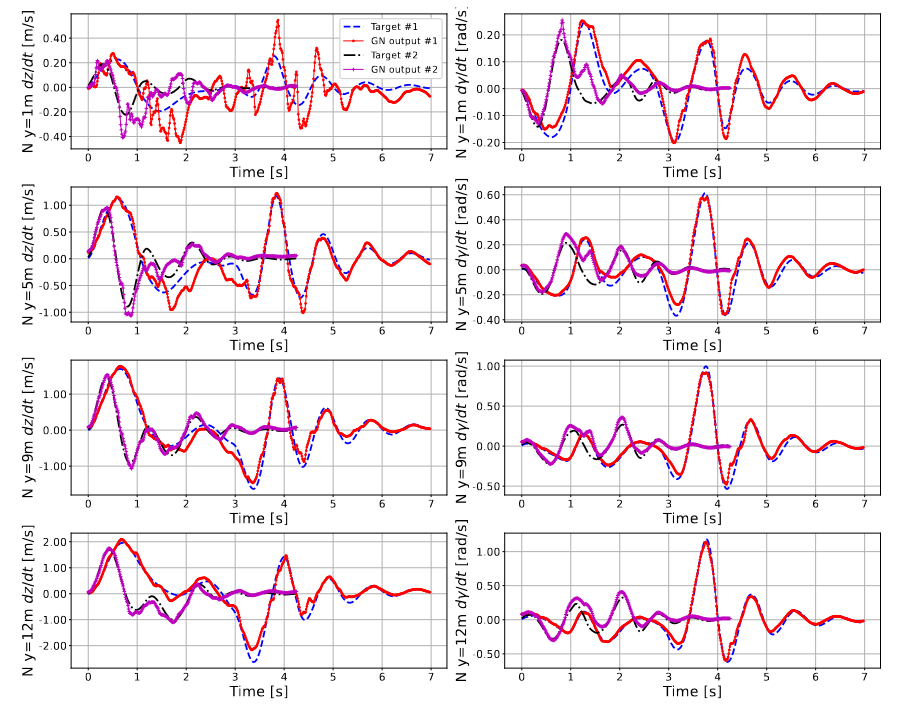 N y=1m dz/dt [m/s]
0.40
0.20
0.00
-0.20
-0.40
0 1 2 3 4 5 6 7
Time [s]
Target #1
GN output #1
Target #2
GN output #2
N y=1m dγ/dt [rad/s]
0.20
0.10
0.00
-0.10
-0.20
0 1 2 3 4 5 6 7
Time [s]
N y=5m dz/dt [m/s]
1.00
0.50
0.00
-0.50
-1.00
0 1 2 3 4 5 6 7
Time [s]
N y=5m dγ/dt [rad/s]
0.60
0.40
0.20
0.00
-0.20
-0.40
0 1 2 3 4 5 6 7
Time [s]
N y=9m dz/dt [m/s]
1.00
0.00
-1.00
0 1 2 3 4 5 6 7
Time [s]
N y=9m dγ/dt [rad/s]
1.00
0.50
0.00
-0.50
0 1 2 3 4 5 6 7
Time [s]
N y=12m dz/dt [m/s]
2.00
1.00
0.00
-1.00
-2.00
0 1 2 3 4 5 6 7
Time [s]
N y=12m dγ/dt [rad/s]
1.00
0.50
0.00
-0.50
0 1 2 3 4 5 6 7
Time [s]